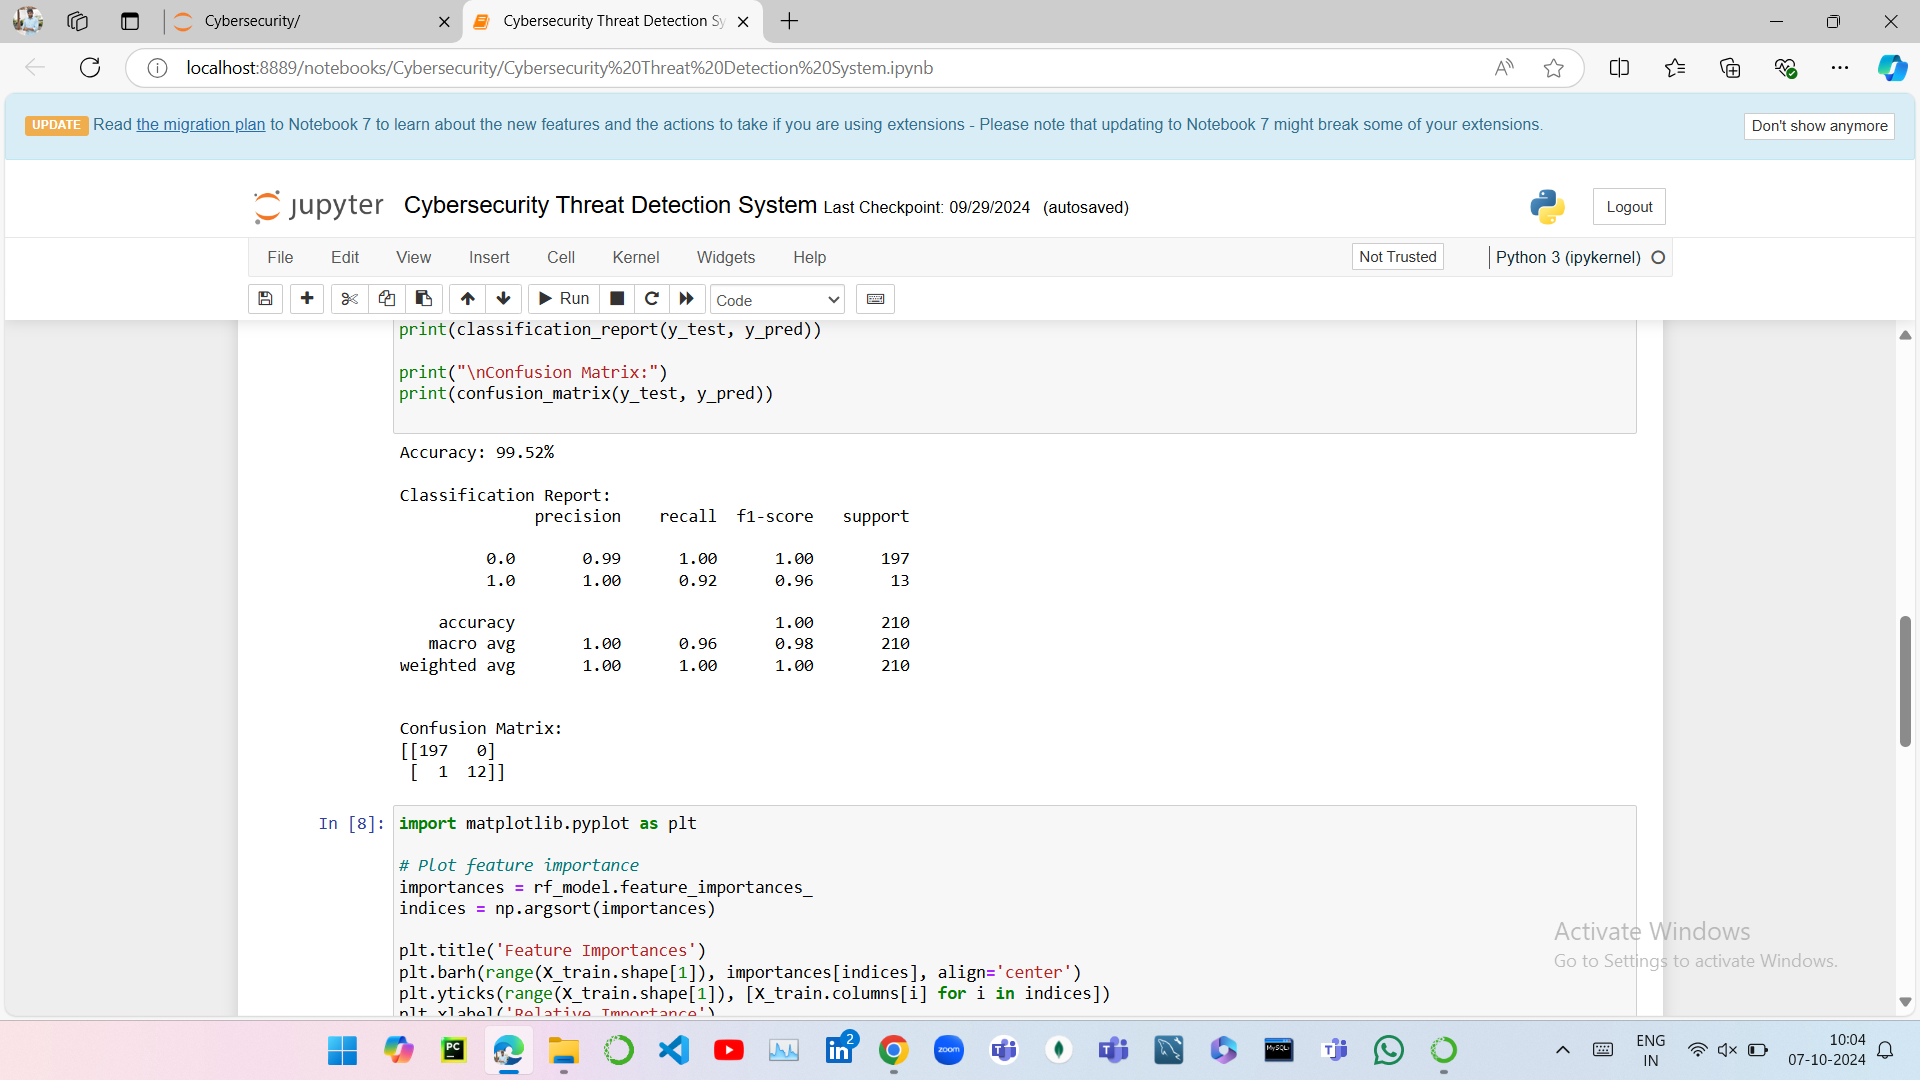 Cybersecurity/
Cybersecurity Threat Detection Sy
localhost:8889/notebooks/Cybersecurity/Cybersecurity%20Threat%20Detection%20System.ipynb
UPDATE Read the migration plan to Notebook 7 to learn about the new features and the actions to take if you are using extensions - Please note that updating to Notebook 7 might break some of your extensions.
Don't show anymore
jupyter Cybersecurity Threat Detection System Last Checkpoint: 09/29/2024 (autosaved)
Logout
File Edit View Insert Cell Kernel Widgets Help
Not Trusted
Python 3 (ipykernel)
Run
Code
print(classification_report(y_test, y_pred))
print("\nConfusion Matrix:")
print(confusion_matrix(y_test, y_pred))
Accuracy: 99.52%
Classification Report:
precision recall f1-score support
0.0 0.99 1.00 1.00 197
1.0 1.00 0.92 0.96 13
accuracy 1.00 210
macro avg 1.00 0.96 0.98 210
weighted avg 1.00 1.00 1.00 210
Confusion Matrix:
[[197 0]
[ 1 12]]
In [8]: import matplotlib.pyplot as plt
# Plot feature importance
importances = rf_model.feature_importances_
indices = np.argsort(importances)
plt.title('Feature Importances')
plt.barh(range(X_train.shape[1]), importances[indices], align='center')
plt.yticks(range(X_train.shape[1]), [X_train.columns[i] for i in indices])
plt.xlabel('Relative Importance')
Activate Windows
Go to Settings to activate Windows.
PC
2
in
zoom
MySQL
ENG
IN
10:04
07-10-2024